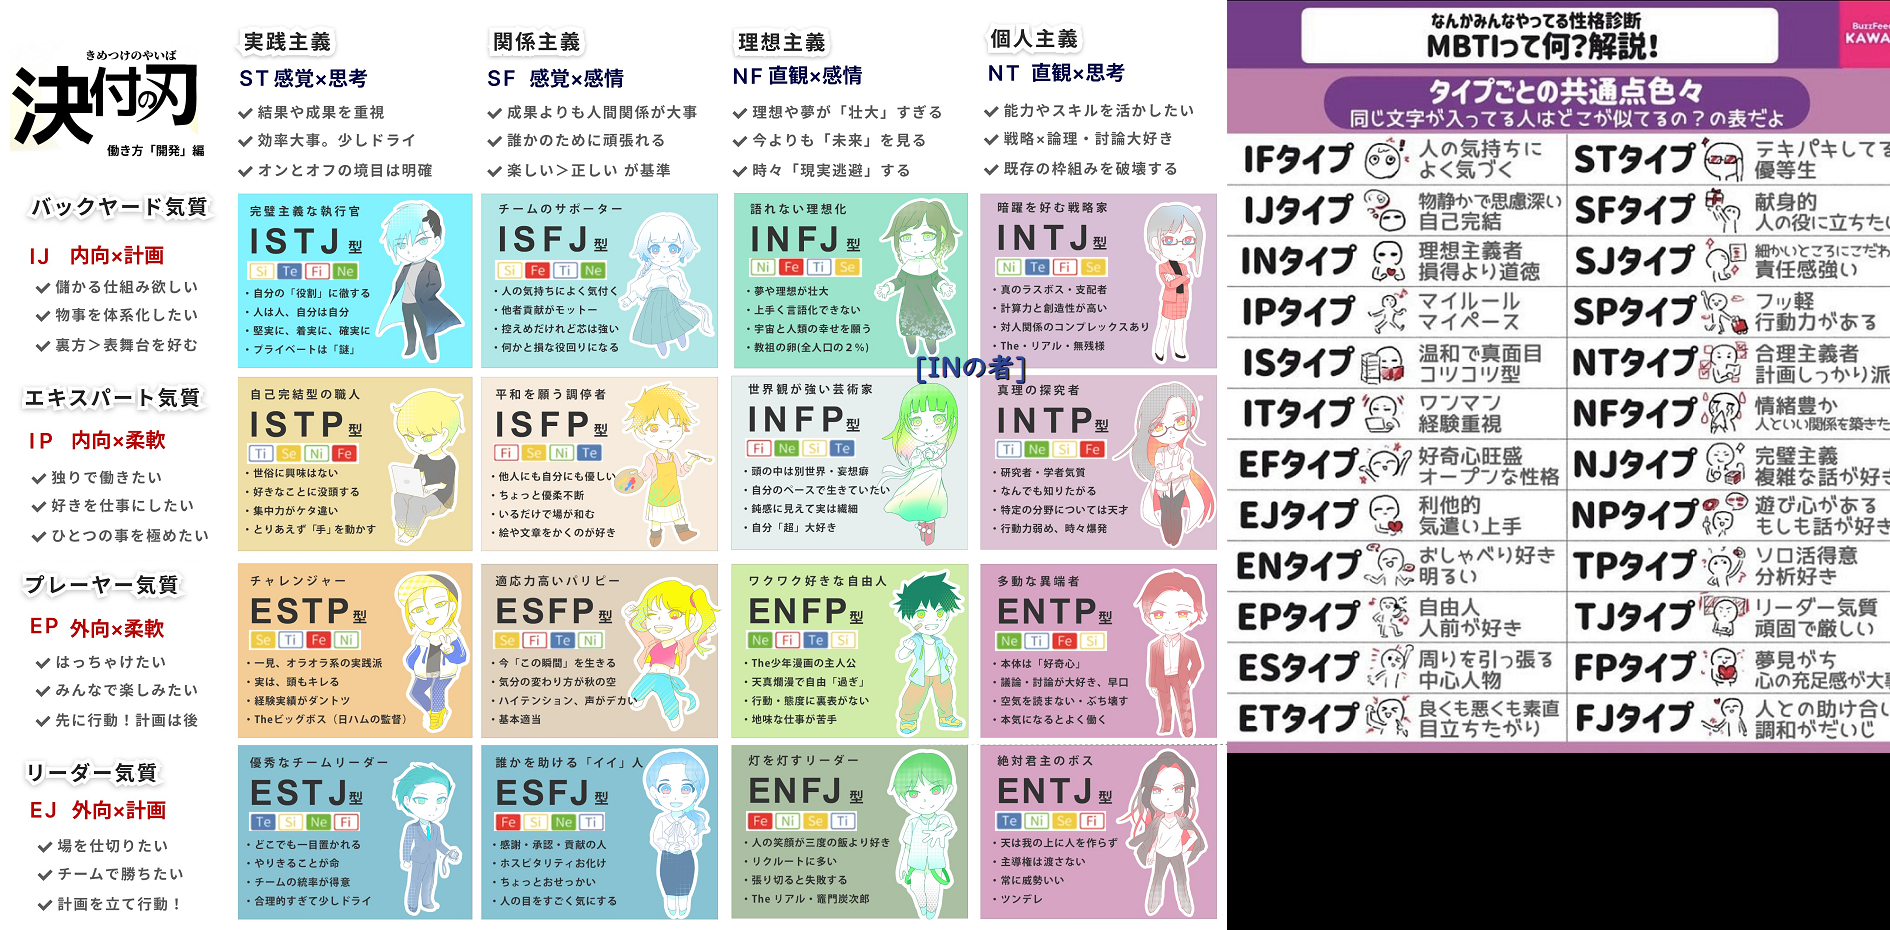 きめつけのやいば
決付の刃
働き方「開発」編
実践主義
ST 感覚×思考
結果や成果を重視
効率大事。少しドライ
オンとオフの境目は明確
関係主義
SF 感覚×感情
成果よりも人間関係が大事
誰かのために頑張れる
楽しい＞正しい が基準
理想主義
NF 直観×感情
理想や夢が「壮大」すぎる
今よりも「未来」を見る
時々「現実逃避」する
個人主義
NT 直観×思考
能力やスキルを活かしたい
戦略×論理・討論大好き
既存の枠組みを破壊する
バックヤード気質
IJ 内向×計画
儲かる仕組み欲しい
物事を体系化したい
裏方＞表舞台を好む
完璧主義な執行官
ISTJ型
Si Te Fi Ne
・自分の「役割」に徹する
・人は人、自分は自分
・堅実に、着実に、確実に
・プライベートは「謎」
チームのサポーター
ISFJ型
Si Fe Ti Ne
・人の気持ちによく気付く
・他者貢献がモットー
・控えめだけれど芯は強い
・何かと損な役回りになる
語れない理想化
INFJ型
Ni Fe Ti Se
・夢や理想が壮大
・上手く言語化できない
・宇宙と人類の幸せを願う
・教祖の卵(全人口の２％)
暗躍を好む戦略家
INTJ型
Ni Te Fi Se
・真のラスボス・支配者
・計算力と創造性が高い
・対人関係のコンプレックスあり
・The・リアル・無残様
[INの者]
エキスパート気質
IP 内向×柔軟
独りで働きたい
好きを仕事にしたい
ひとつの事を極めたい
自己完結型の職人
ISTP型
Ti Se Ni Fe
・世俗に興味はない
・好きなことに没頭する
・集中力がケタ違い
・とりあえず「手」を動かす
平和を願う調停者
ISFP型
Fi Se Ni Te
・他人にも自分にも優しい
・ちょっと優柔不断
・いるだけで場が和む
・絵や文章をかくのが好き
世界観が強い芸術家
INFP型
Fi Ne Si Te
・頭の中は別世界・妄想癖
・自分のペースで生きていたい
・鈍感に見えて実は繊細
・自分「超」大好き
真理の探究者
INTP型
Ti Ne Si Fe
・研究者・学者気質
・なんでも知りたがる
・特定の分野については天才
・行動力弱め、時々爆発
プレーヤー気質
EP 外向×柔軟
はっちゃけたい
みんなで楽しみたい
先に行動！計画は後
チャレンジャー
ESTP型
Se Ti Fe Ni
・一見、オラオラ系の実践派
・実は、頭もキレる
・経験実績がダントツ
・Theビッグボス（日ハムの監督）
適応力高いパリピー
ESFP型
Se Fi Te Ni
・今「この瞬間」を生きる
・気分の変わり方が秋の空
・ハイテンション、声がデカい
・基本適当
ワクワク好きな自由人
ENFP型
Ne Fi Te Si
・The少年漫画の主人公
・天真爛漫で自由「過ぎ」
・行動・態度に裏表がない
・地味な仕事が苦手
多動な異端者
ENTP型
Ne Ti Fe Si
・本体は「好奇心」
・議論・討論が大好き、早口
・空気を読まない・ぶち壊す
・本気になるとよく働く
リーダー気質
EJ 外向×計画
場を仕切りたい
チームで勝ちたい
計画を立て行動！
優秀なチームリーダー
ESTJ型
Te Si Ne Fi
・どこでも一目置かれる
・やりきることが命
・チームの統率が得意
・合理的すぎて少しドライ
誰かを助ける「イイ」人
ESFJ型
Fe Si Ne Ti
・感謝・承認・貢献の人
・ホスピタリティお化け
・ちょっとおせっかい
・人の目をすごく気にする
灯を灯すリーダー
ENFJ型
Fe Ni Se Ti
・人の笑顔が三度の飯より好き
・リクルートに多い
・張り切ると失敗する
・The リアル・竈門炭次郎
絶対君主のボス
ENTJ型
Te Ni Se Fi
・天は我の上に人を作らず
・主導権は渡さない
・常に威勢いい
・ツンデレ
なんかみんなやってる性格診断
MBTIって何?解説!
BuzzFee
KAWA
タイプごとの共通点色々
同じ文字が入ってる人はどこが似てるの？の表だよ
IFタイプ 人の気持ちに
よく気づく
STタイプ テキパキしてる
優等生
IJタイプ 物静かで思慮深い
自己完結
SFタイプ 献身的
人の役に立ちたい
INタイプ 理想主義者
損得より道徳
SJタイプ 細かいところにこだわ
責任感強い
IPタイプ マイルール
マイペース
SPタイプ フッ軽
行動力がある
ISタイプ 温和で真面目
コツコツ型
NTタイプ 合理主義者
計画しっかり派
ITタイプ ワンマン
経験重視
NFタイプ 情緒豊か
人といい関係を築きた
EFタイプ 好奇心旺盛
オープンな性格
NJタイプ 完璧主義
複雑な話が好き
EJタイプ 利他的
気遣い上手
NPタイプ 遊び心がある
もしも話が好き
ENタイプ おしゃべり好き
明るい
TPタイプ ソロ活得意
分析好き
EPタイプ 自由人
人前が好き
TJタイプ リーダー気質
頑固で厳しい
ESタイプ 周りを引っ張る
中心人物
FPタイプ 夢見がち
心の充足感が大事
ETタイプ 良くも悪くも素直
目立ちたがり
FJタイプ 人との助け合い
調和がだいじ